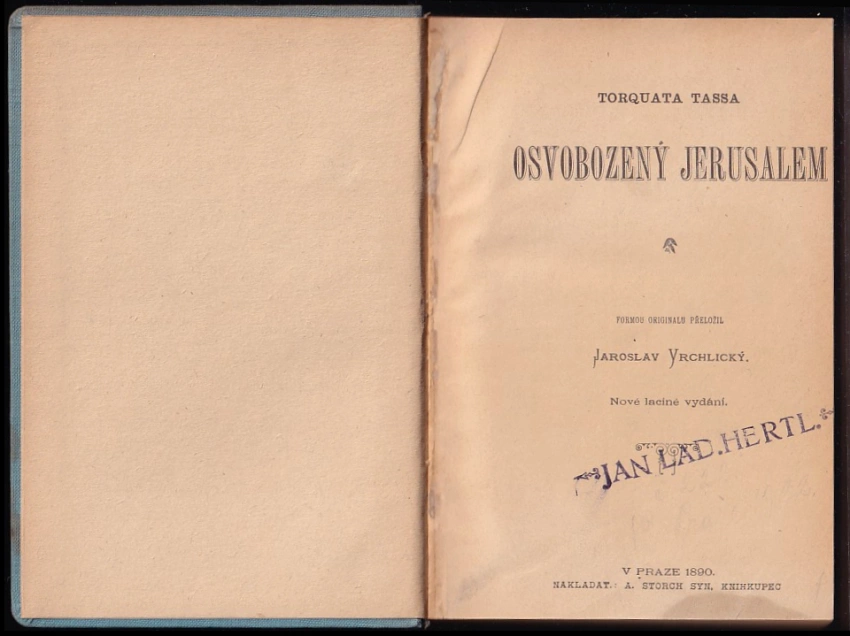 TORQUATA TASSA
OSVOBOZENÝ JERUSALEM
FORMOU ORIGINALU PŘELOŽIL
JAROSLAV VRCHLICKÝ.
Nové laciné vydání.
JAN LAD. HERTL.
V PRAZE 1890.
NAKLADAT. A. STORCH SYN, KNIHKUPEC